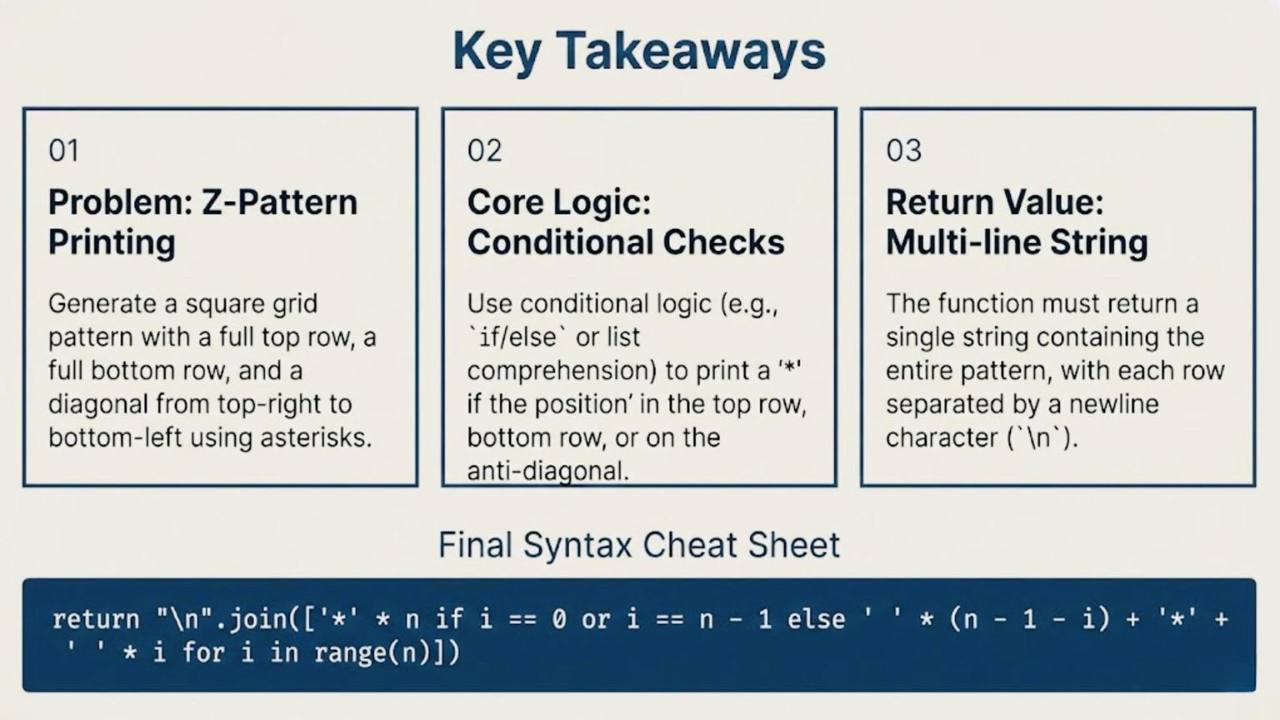 Key Takeaways
01
Problem: Z-Pattern
Printing
Generate a square grid
pattern with a full top row, a
full bottom row, and a
diagonal from top-right to
bottom-left using asterisks.
02
Core Logic:
Conditional Checks
Use conditional logic (e.g.,
`if/else` or list
comprehension) to print a '*'
if the position' in the top row,
bottom row, or on the
anti-diagonal.
03
Return Value:
Multi-line String
The function must return a
single string containing the
entire pattern, with each row
separated by a newline
character (`\n`).
Final Syntax Cheat Sheet
return "\n".join(['*' * n if i == 0 or i == n - 1 else ' ' * (n - 1 - i) + '*' +
' ' * i for i in range(n)])